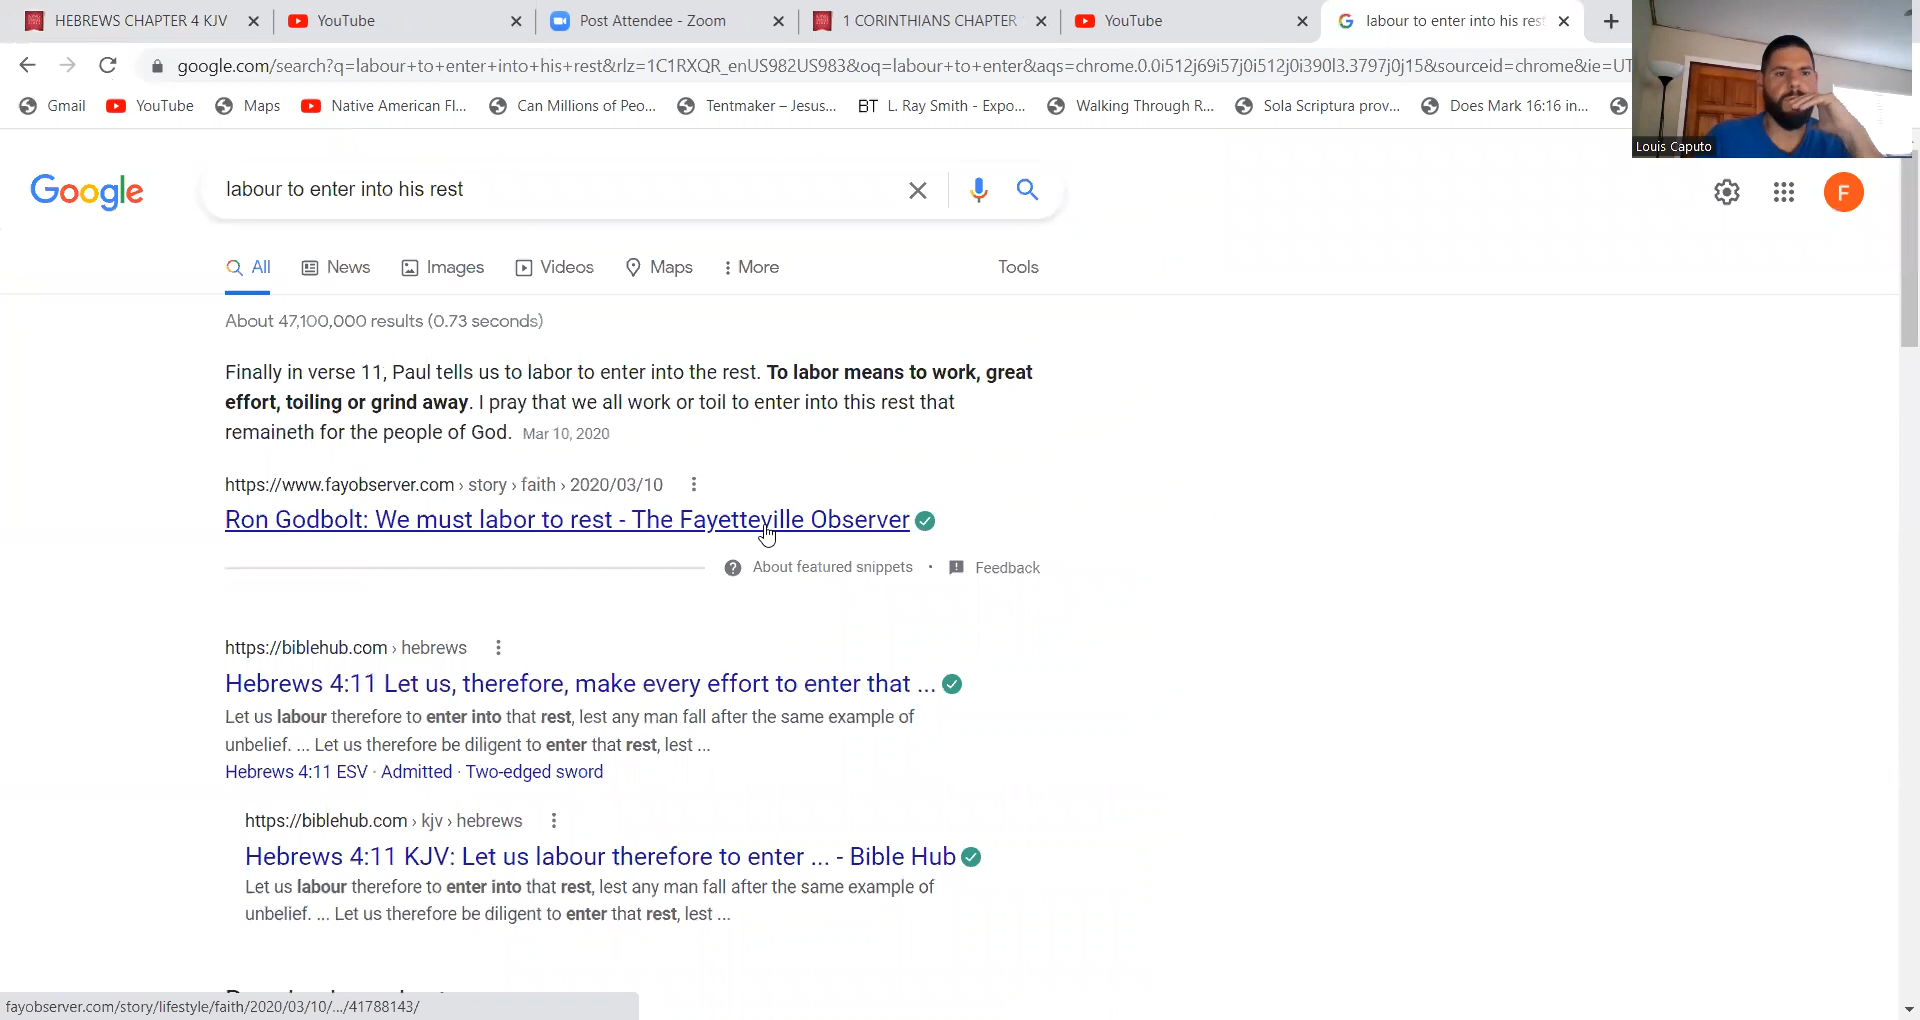 HEBREWS CHAPTER 4 KJV
YouTube
Post Attendee - Zoom
1 CORINTHIANS CHAPTER
YouTube
labour to enter into his rest
google.com/search?q=labour+to+enter+into+his+rest&rlz=1C1RXQR_enUS982US983&oq=labour+to+enter&aqs=chrome.0.0i512j69i57j0i512j0i390l3.3797j0j15&sourceid=chrome&ie=UT
Gmail
YouTube
Maps
Native American Fl...
Can Millions of Peo...
Tentmaker – Jesus...
BT L. Ray Smith - Expo...
Walking Through R...
Sola Scriptura prov...
Does Mark 16:16 in...
Louis Caputo
Google
labour to enter into his rest
F
All
News
Images
Videos
Maps
More
Tools
About 47,100,000 results (0.73 seconds)
Finally in verse 11, Paul tells us to labor to enter into the rest. To labor means to work, great
effort, toiling or grind away. I pray that we all work or toil to enter into this rest that
remaineth for the people of God. Mar 10, 2020
https://www.fayobserver.com › story › faith › 2020/03/10
Ron Godbolt: We must labor to rest - The Fayetteville Observer
About featured snippets • Feedback
https://biblehub.com › hebrews
Hebrews 4:11 Let us, therefore, make every effort to enter that ...
Let us labour therefore to enter into that rest, lest any man fall after the same example of
unbelief. ... Let us therefore be diligent to enter that rest, lest ...
Hebrews 4:11 ESV · Admitted · Two-edged sword
https://biblehub.com › kjv › hebrews
Hebrews 4:11 KJV: Let us labour therefore to enter ... - Bible Hub
Let us labour therefore to enter into that rest, lest any man fall after the same example of
unbelief. ... Let us therefore be diligent to enter that rest, lest ...
fayobserver.com/story/lifestyle/faith/2020/03/10/.../41788143/